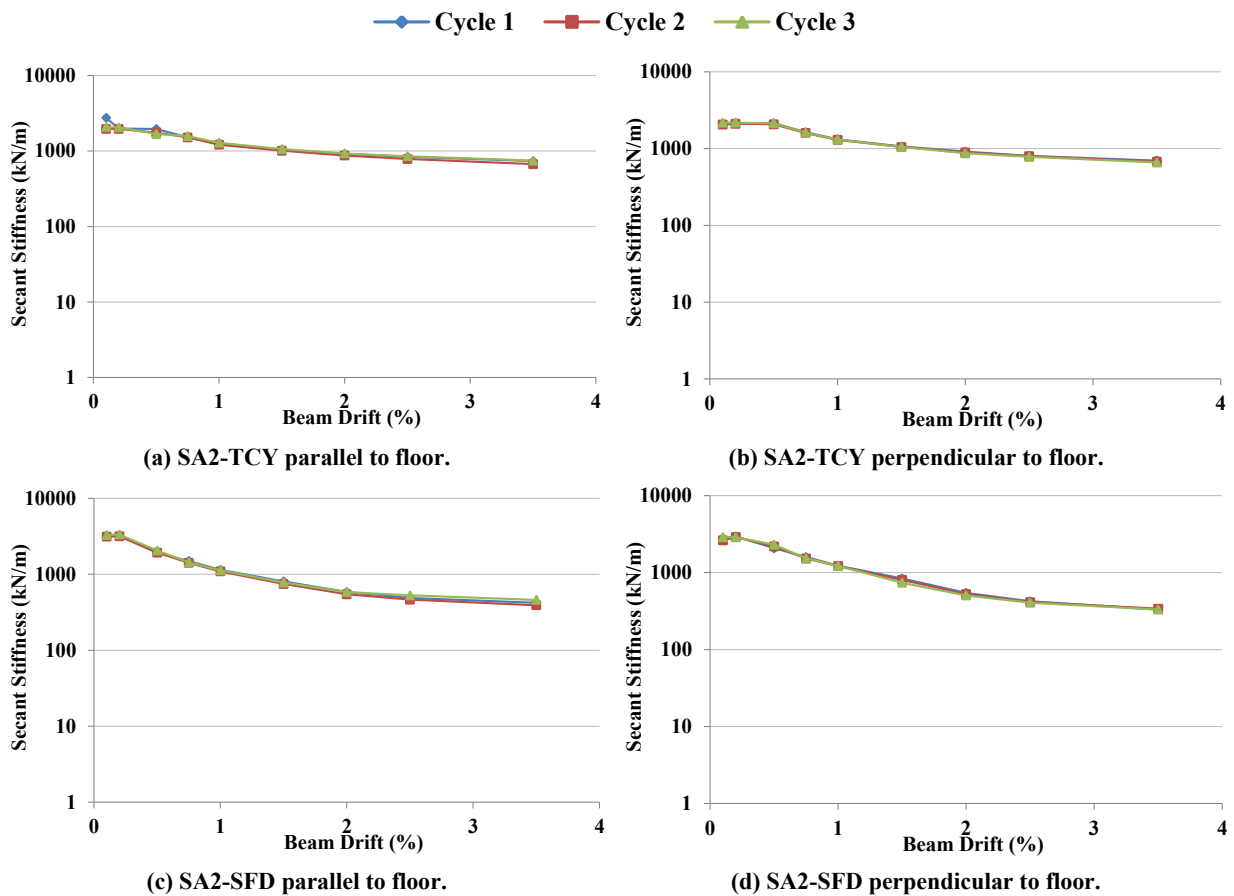 Cycle 1 Cycle 2 Cycle 3
10000
1000
100
10
1
Secant Stiffness (kN/m)
0 1 2 3 4
Beam Drift (%)
(a) SA2-TCY parallel to floor.
10000
1000
100
10
1
Secant Stiffness (kN/m)
0 1 2 3 4
Beam Drift (%)
(b) SA2-TCY perpendicular to floor.
10000
1000
100
10
1
Secant Stiffness (kN/m)
0 1 2 3 4
Beam Drift (%)
(c) SA2-SFD parallel to floor.
10000
1000
100
10
1
Secant Stiffness (kN/m)
0 1 2 3 4
Beam Drift (%)
(d) SA2-SFD perpendicular to floor.